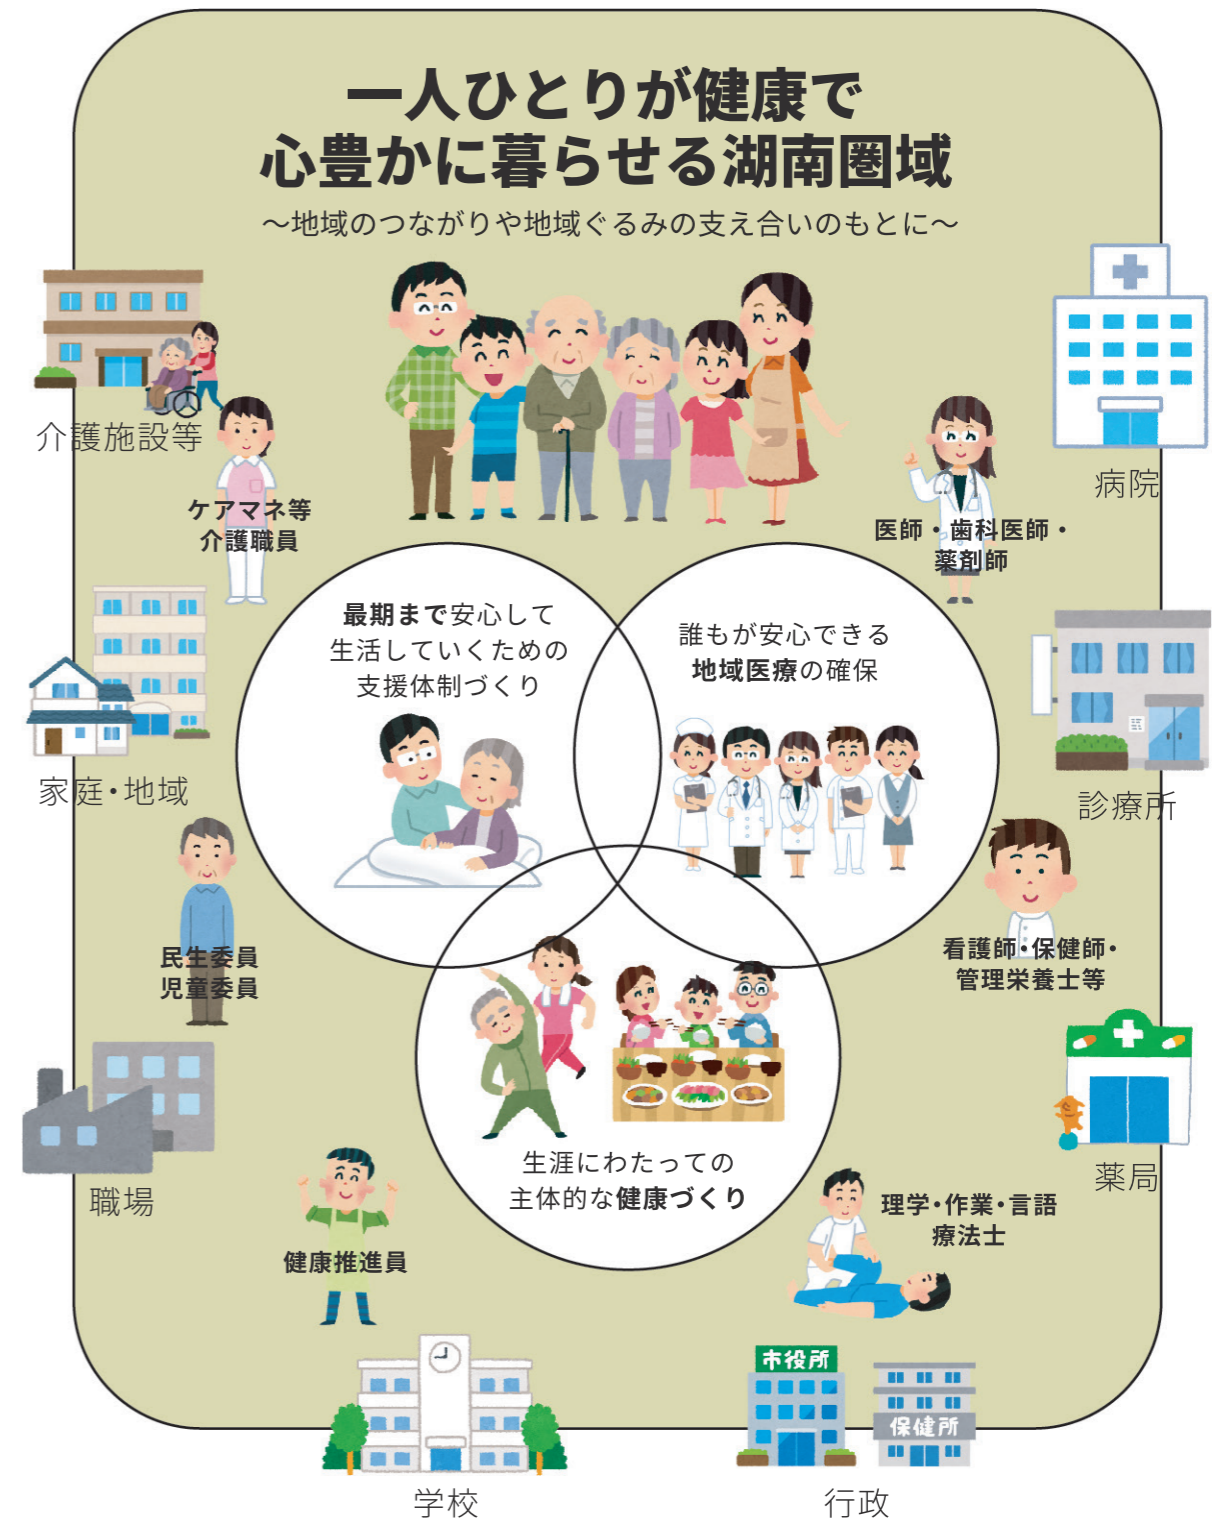 一人ひとりが健康で
心豊かに暮らせる湖南圏域
～地域のつながりや地域ぐるみの支え合いのもとに～
介護施設等
病院
ケアマネ等
介護職員
医師・歯科医師・
薬剤師
最期まで安心して
生活していくための
支援体制づくり
誰もが安心できる
地域医療の確保
家庭・地域
診療所
民生委員
児童委員
看護師・保健師・
管理栄養士等
職場
薬局
生涯にわたっての
主体的な健康づくり
健康推進員
理学・作業・言語
療法士
市役所
保健所
学校
行政